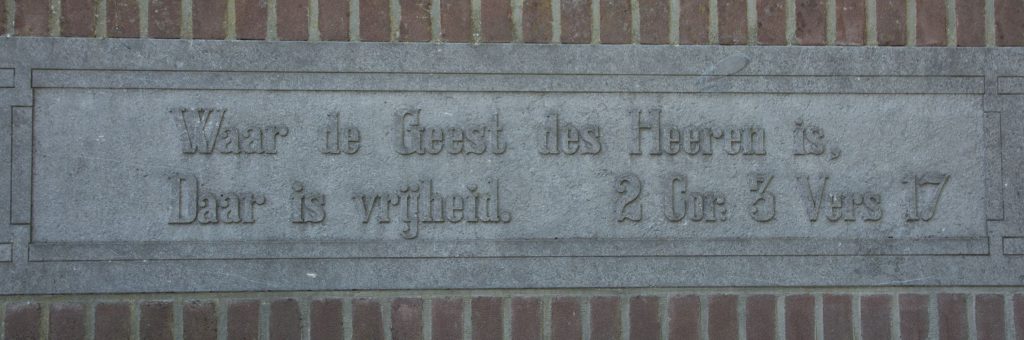 Waar de Geest des Heeren is,
Daar is vrijheid. 2 Cor: 3 Vers 17